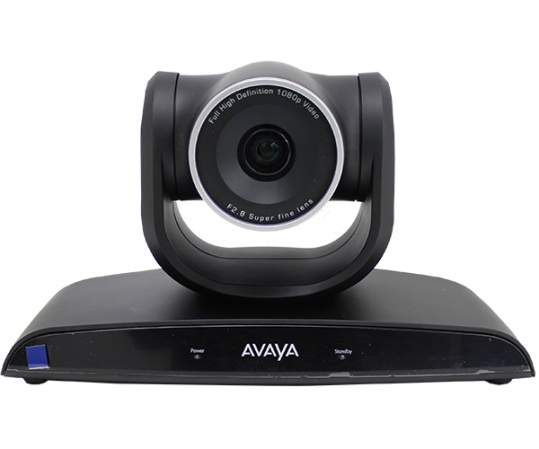 Full High Definition 1080p Video
F2.8 Super fine lens
Power
AVAYA
Standby